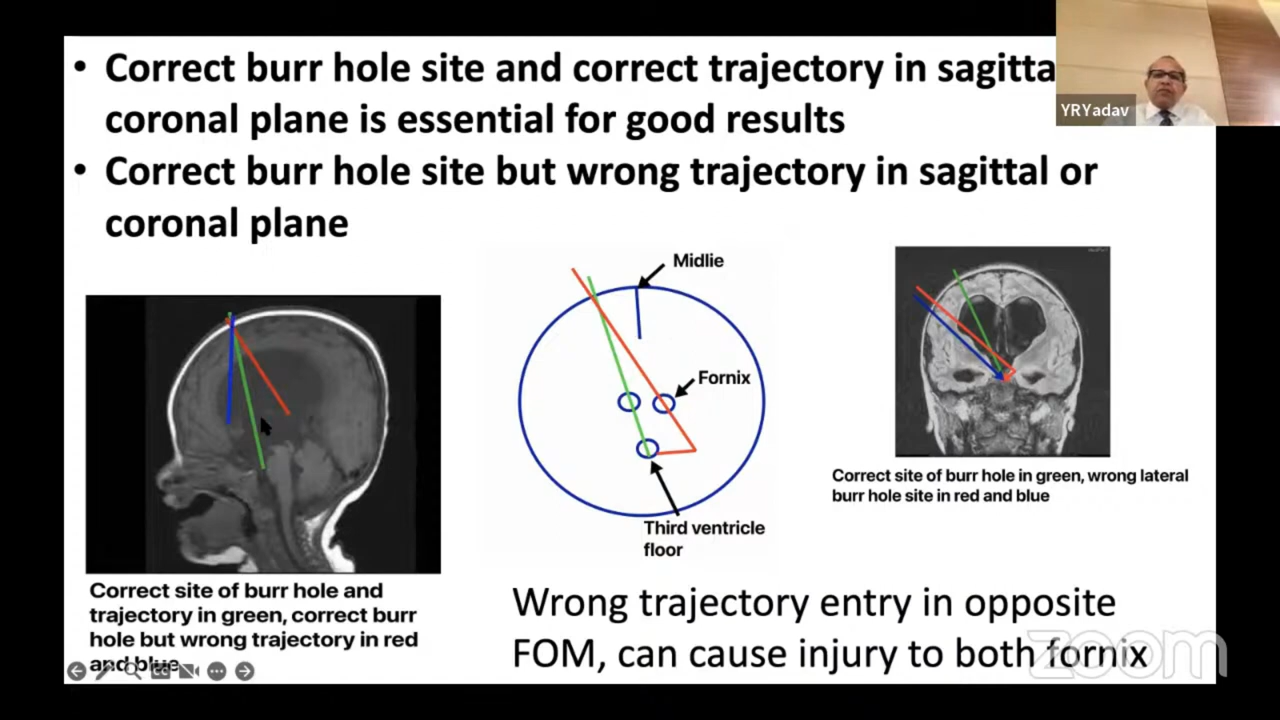 • Correct burr hole site and correct trajectory in sagitta
coronal plane is essential for good results
• Correct burr hole site but wrong trajectory in sagittal or
coronal plane
YRYadav
Midlie
Fornix
Third ventricle
floor
Correct site of burr hole and
trajectory in green, correct burr
hole but wrong trajectory in red
and blue
Correct site of burr hole in green, wrong lateral
burr hole site in red and blue
Wrong trajectory entry in opposite
FOM, can cause injury to both fornix
zoom